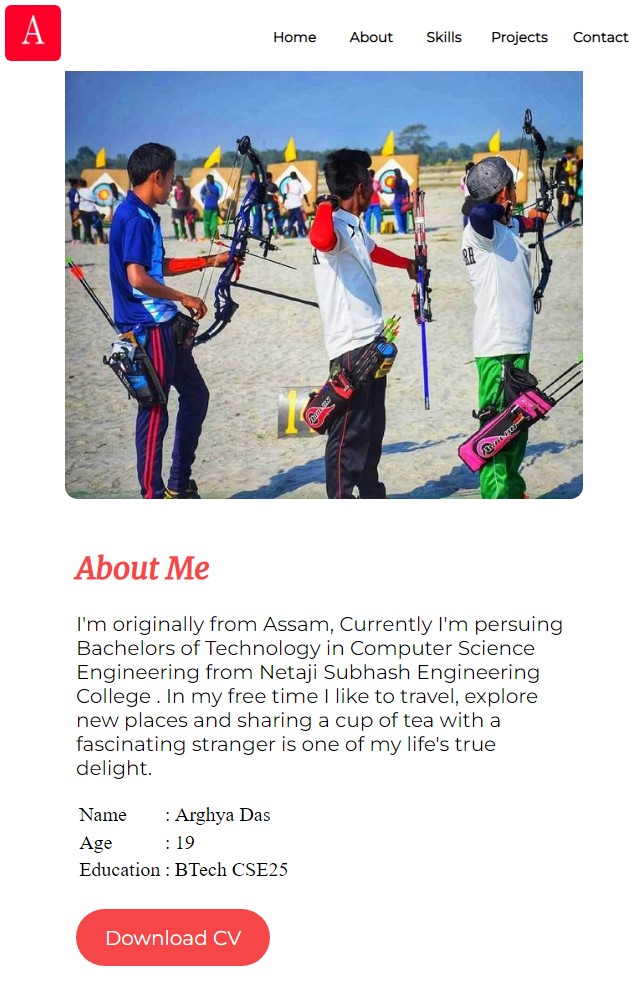 A
Home About Skills Projects Contact
About Me
I'm originally from Assam, Currently I'm persuing
Bachelors of Technology in Computer Science
Engineering from Netaji Subhash Engineering
College . In my free time I like to travel, explore
new places and sharing a cup of tea with a
fascinating stranger is one of my life's true
delight.
Name : Arghya Das
Age : 19
Education : BTech CSE25
Download CV